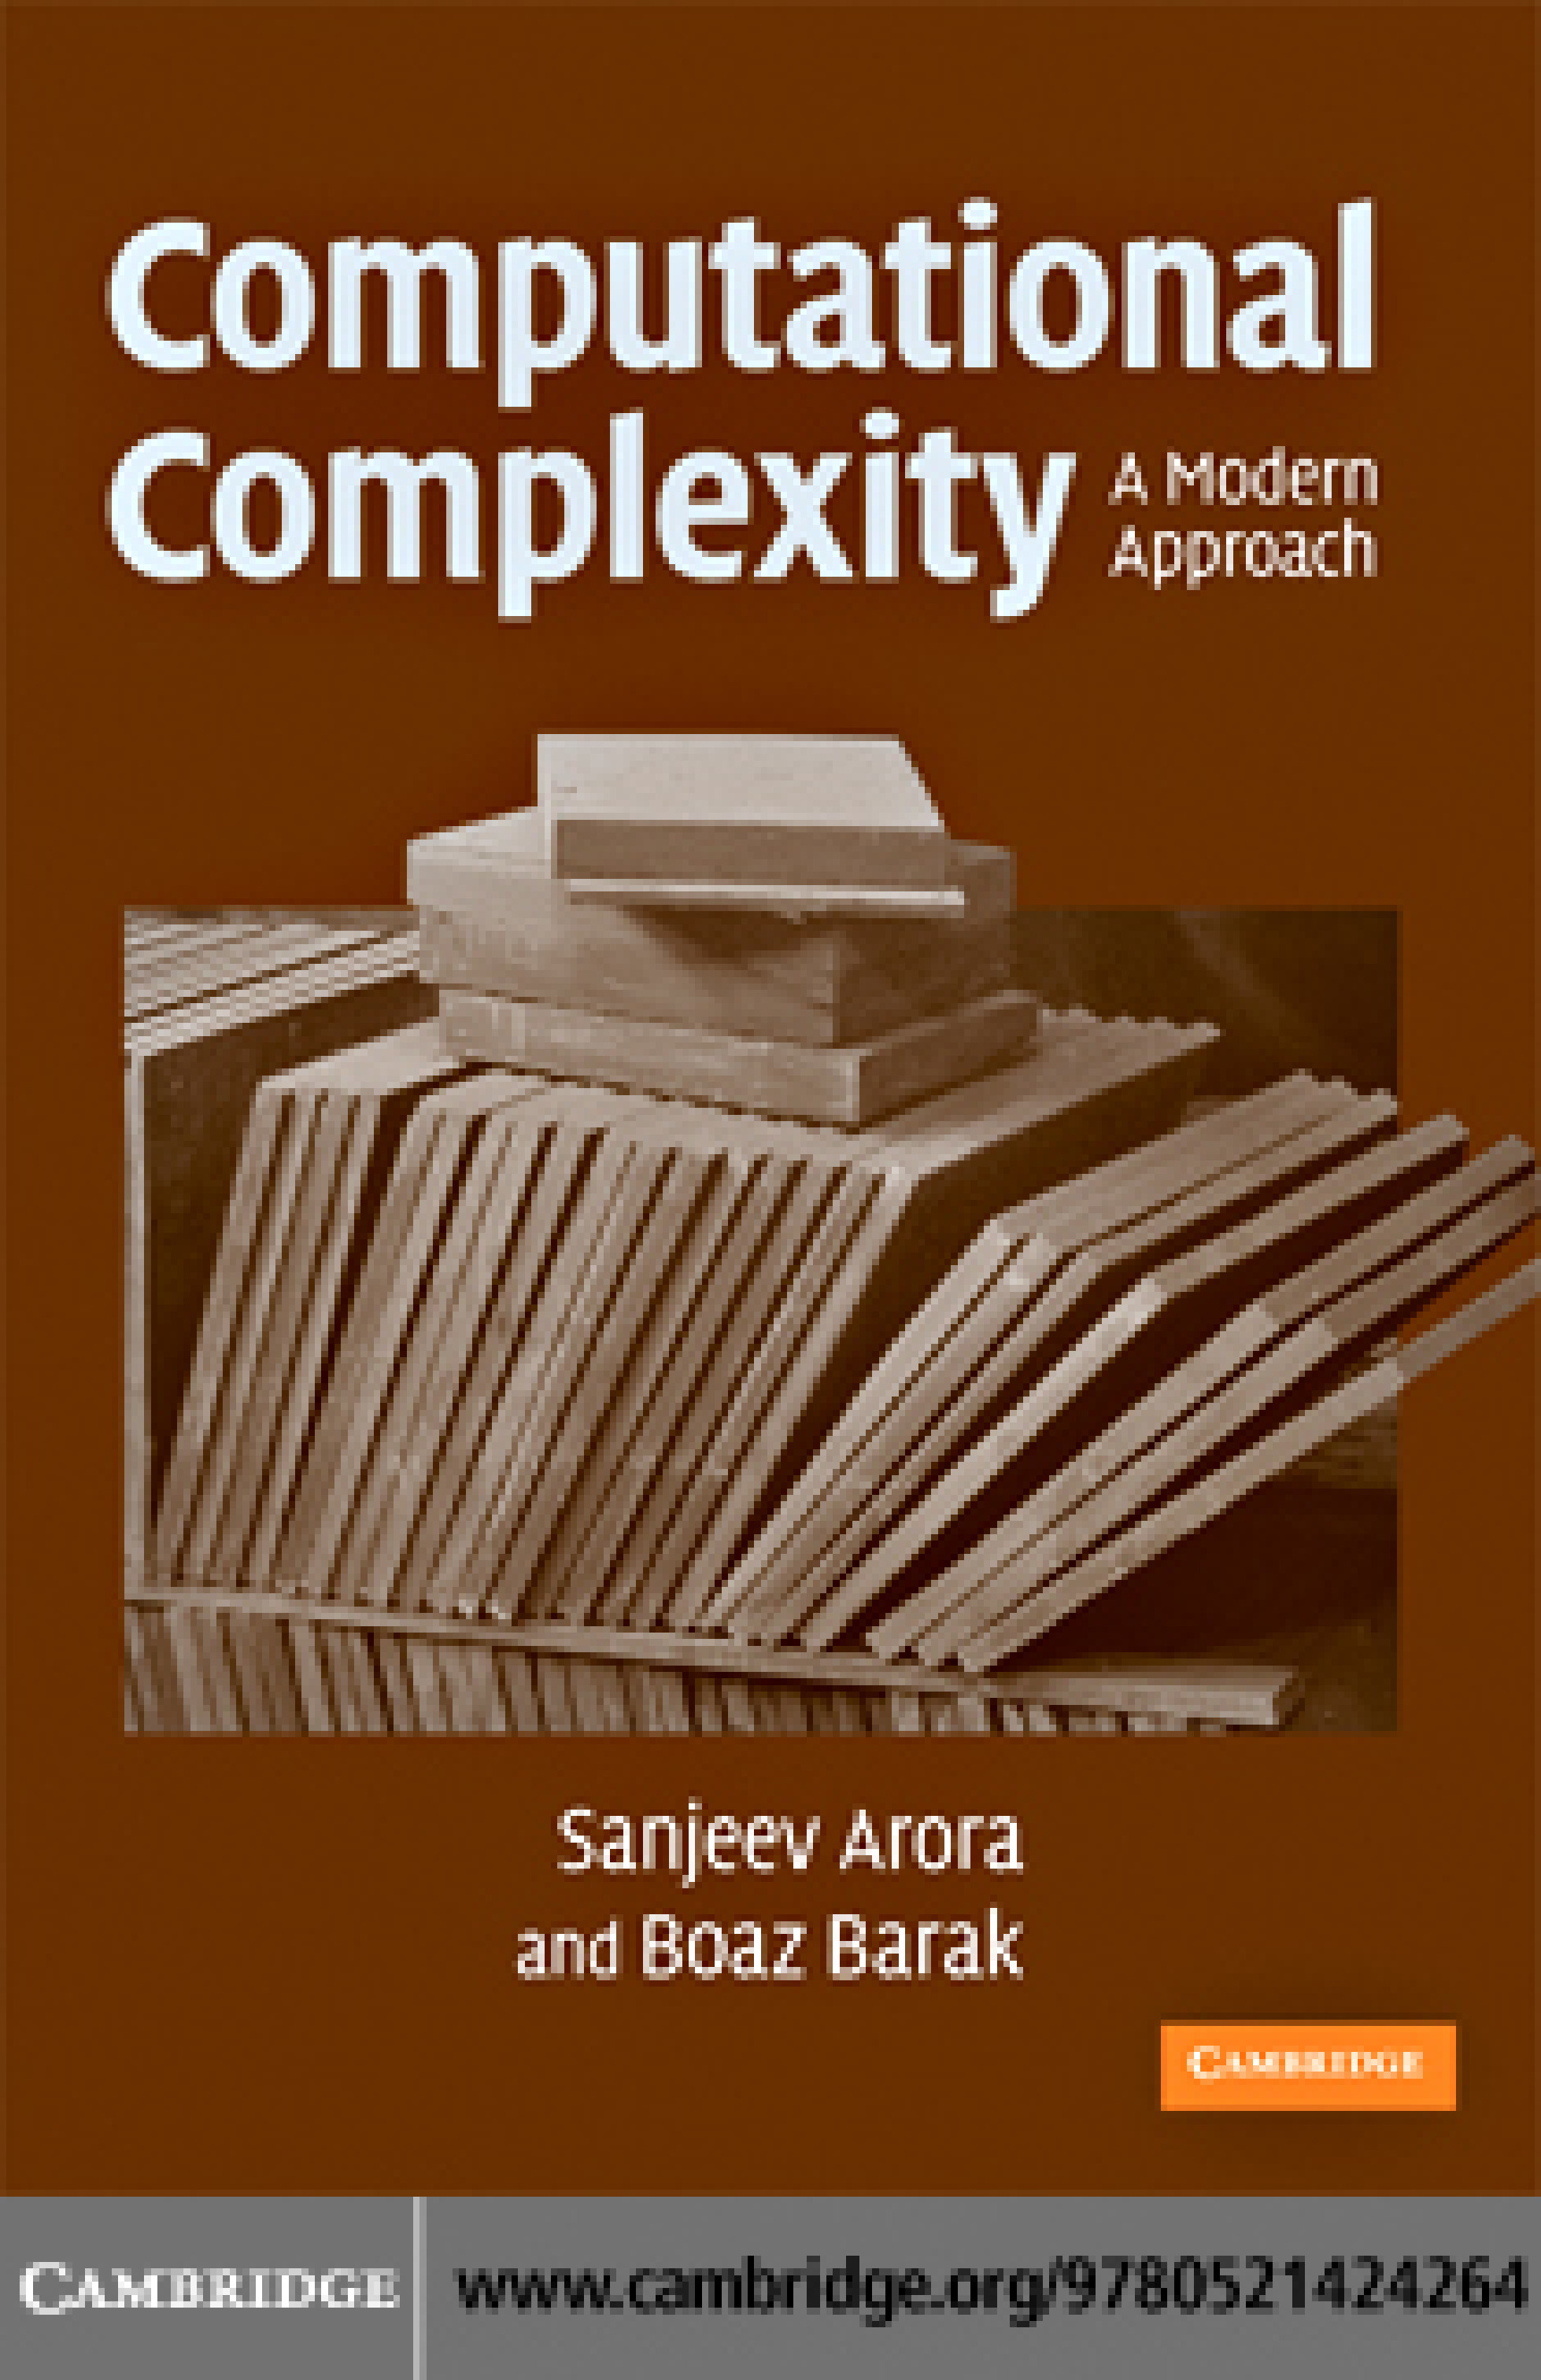 Computational
Complexity
A Modern
Approach
Sanjeev Arora
and Boaz Barak
CAMBRIDGE
CAMBRIDGE
www.cambridge.org/9780521424264